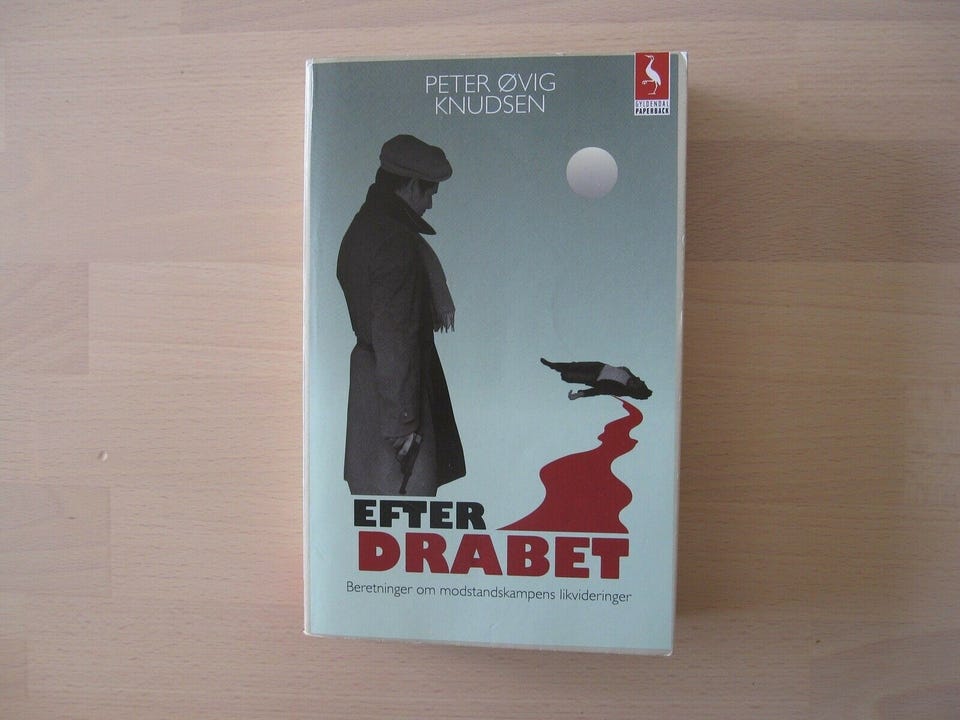 PETER ØVIG
KNUDSEN
GYLDENDAL
PAPERBACK
EFTER
DRABET
Beretninger om modstandskampens likvideringer